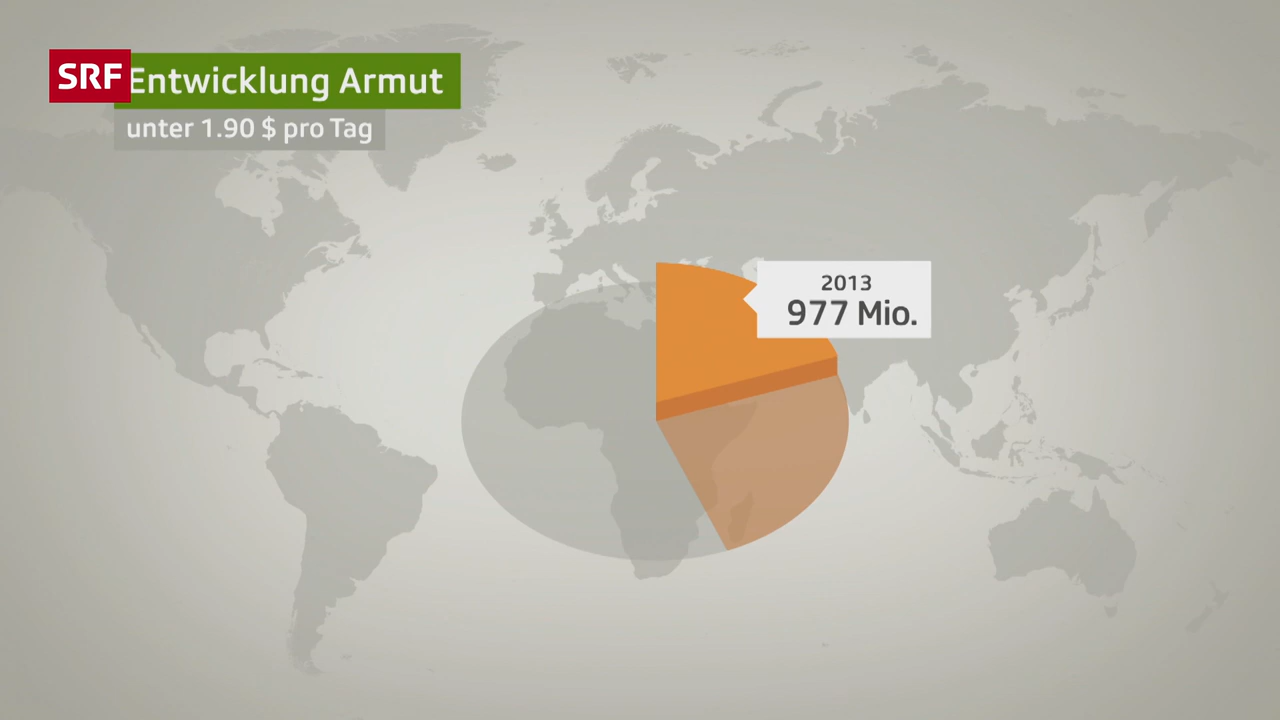 SRF
Entwicklung Armut
unter 1.90 $ pro Tag
2013
977 Mio.